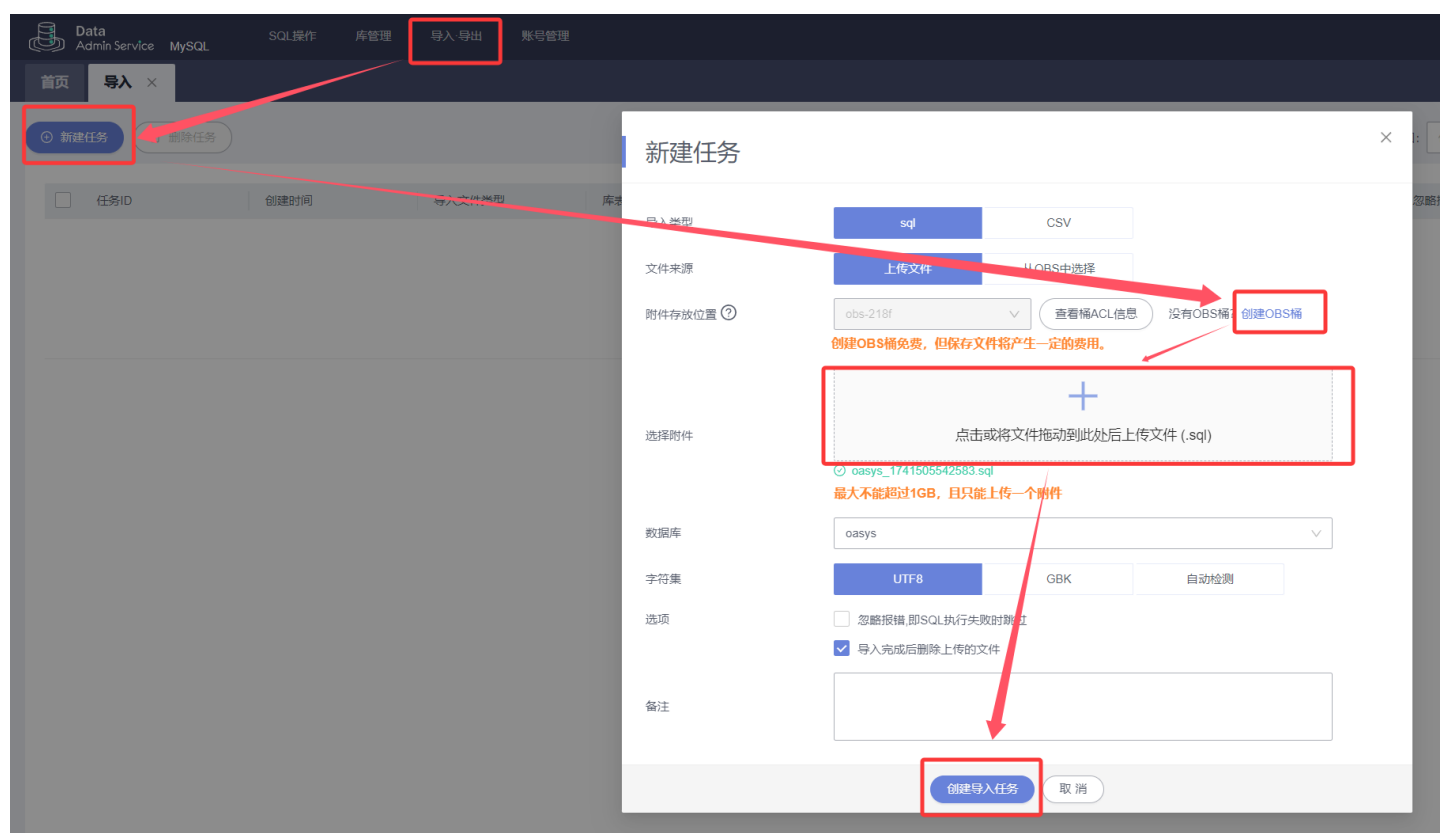 Data
Admin Service MySQL
SQL操作 库管理 导入·导出 账号管理
首页 导入 ×
新建任务 删除任务
任务ID 创建时间 导入文件类型
新建任务
导入类型 sql CSV
文件来源 上传文件 从OBS中选择
附件存放位置 ? obs-218f 查看桶ACL信息 没有OBS桶? 创建OBS桶
创建OBS桶免费，但保存文件将产生一定的费用。
选择附件
点击或将文件拖动到此处后上传文件 (.sql)
oasys_1741505542583.sql
最大不能超过1GB，且只能上传一个附件
数据库 oasys
字符集 UTF8 GBK 自动检测
选项 忽略报错,即SQL执行失败时跳过
导入完成后删除上传的文件
备注
创建导入任务 取 消